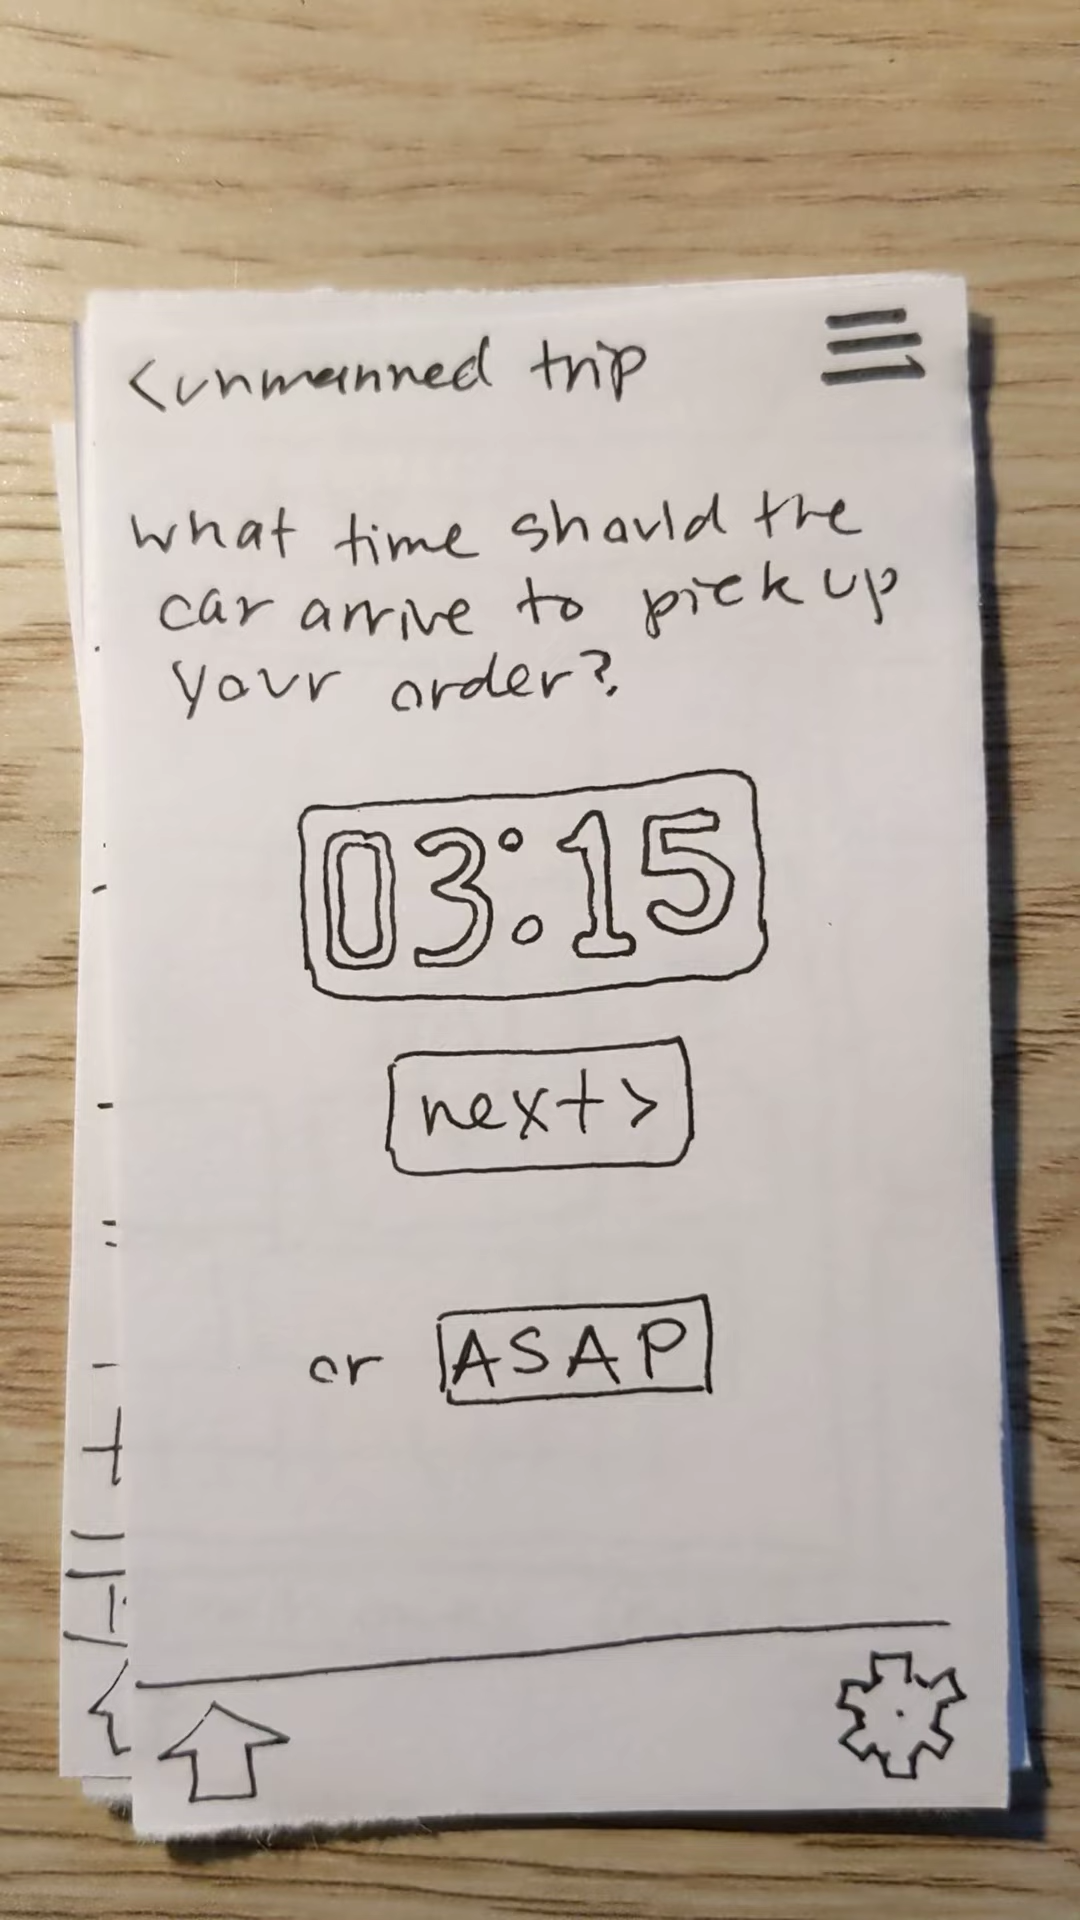 <unmanned trip
what time should the
car arrive to pick up
your order?
03:15
next>
or ASAP